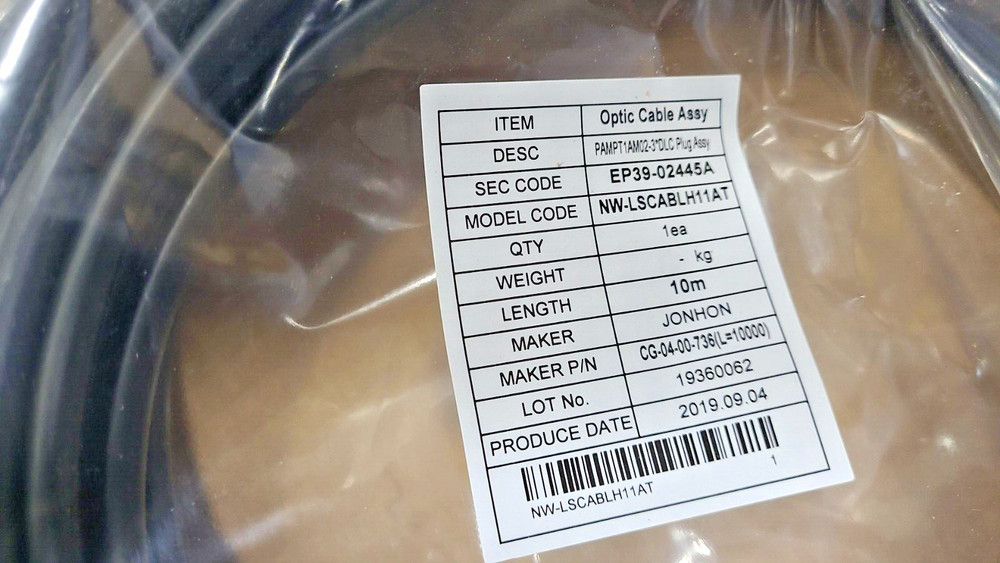 ITEM Optic Cable Assy
DESC PAMPT1AM02-3*DLC Plug Assy
SEC CODE EP39-02445A
MODEL CODE NW-LSCABLH11AT
QTY 1ea
WEIGHT - kg
LENGTH 10m
MAKER JONHON
MAKER P/N CG-04-00-736(L=10000)
LOT No. 19360062
PRODUCE DATE 2019.09.04
NW-LSCABLH11AT 1